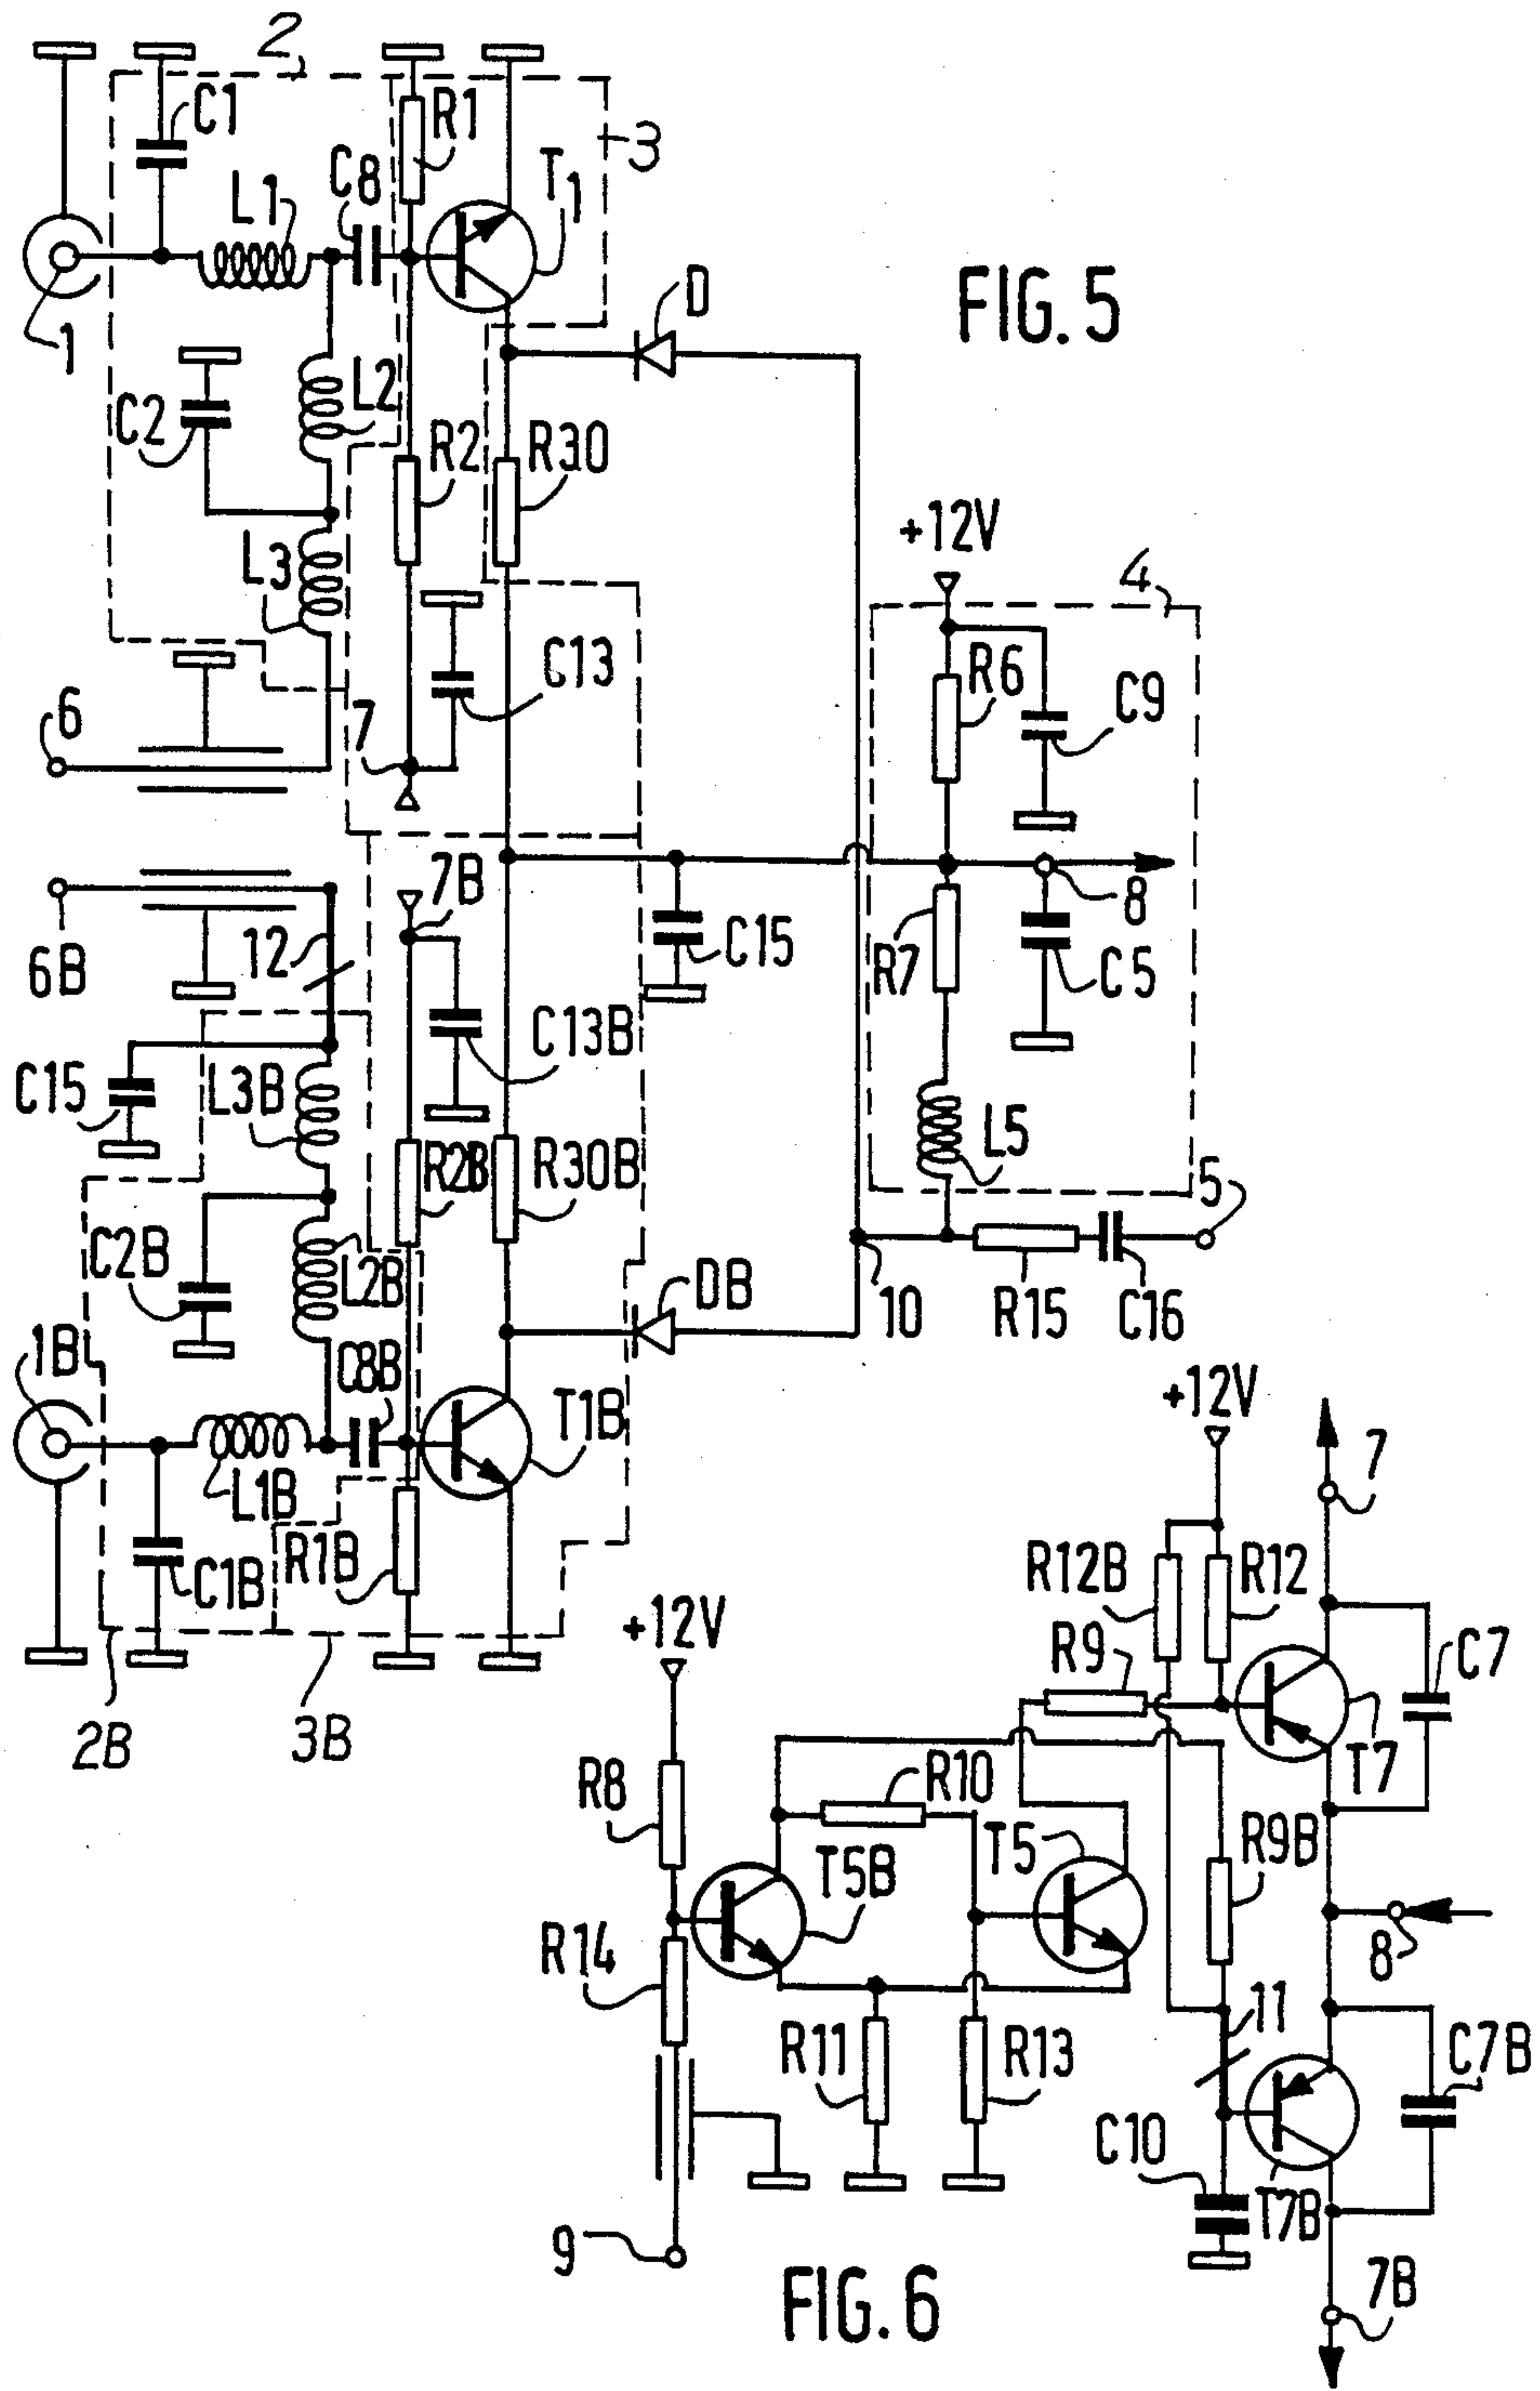 2
C1
R1
3
C8
T1
L1
D
FIG. 5
1
C2
L2
R2
R30
+12V
L3
4
C13
R6
C9
6
7
7B
8
12
C15
R7
C5
6B
C13B
C15
L3B
R2B
R30B
L5
5
C2B
L2B
DB
10
R15
C16
1B
C8B
T1B
+12V
7
L1B
R1B
C1B
R12B
R12
+12V
R9
C7
2B
3B
T7
R8
R10
T5
R9B
T5B
R14
8
11
R11
R13
C7B
C10
T7B
9
7B
FIG. 6